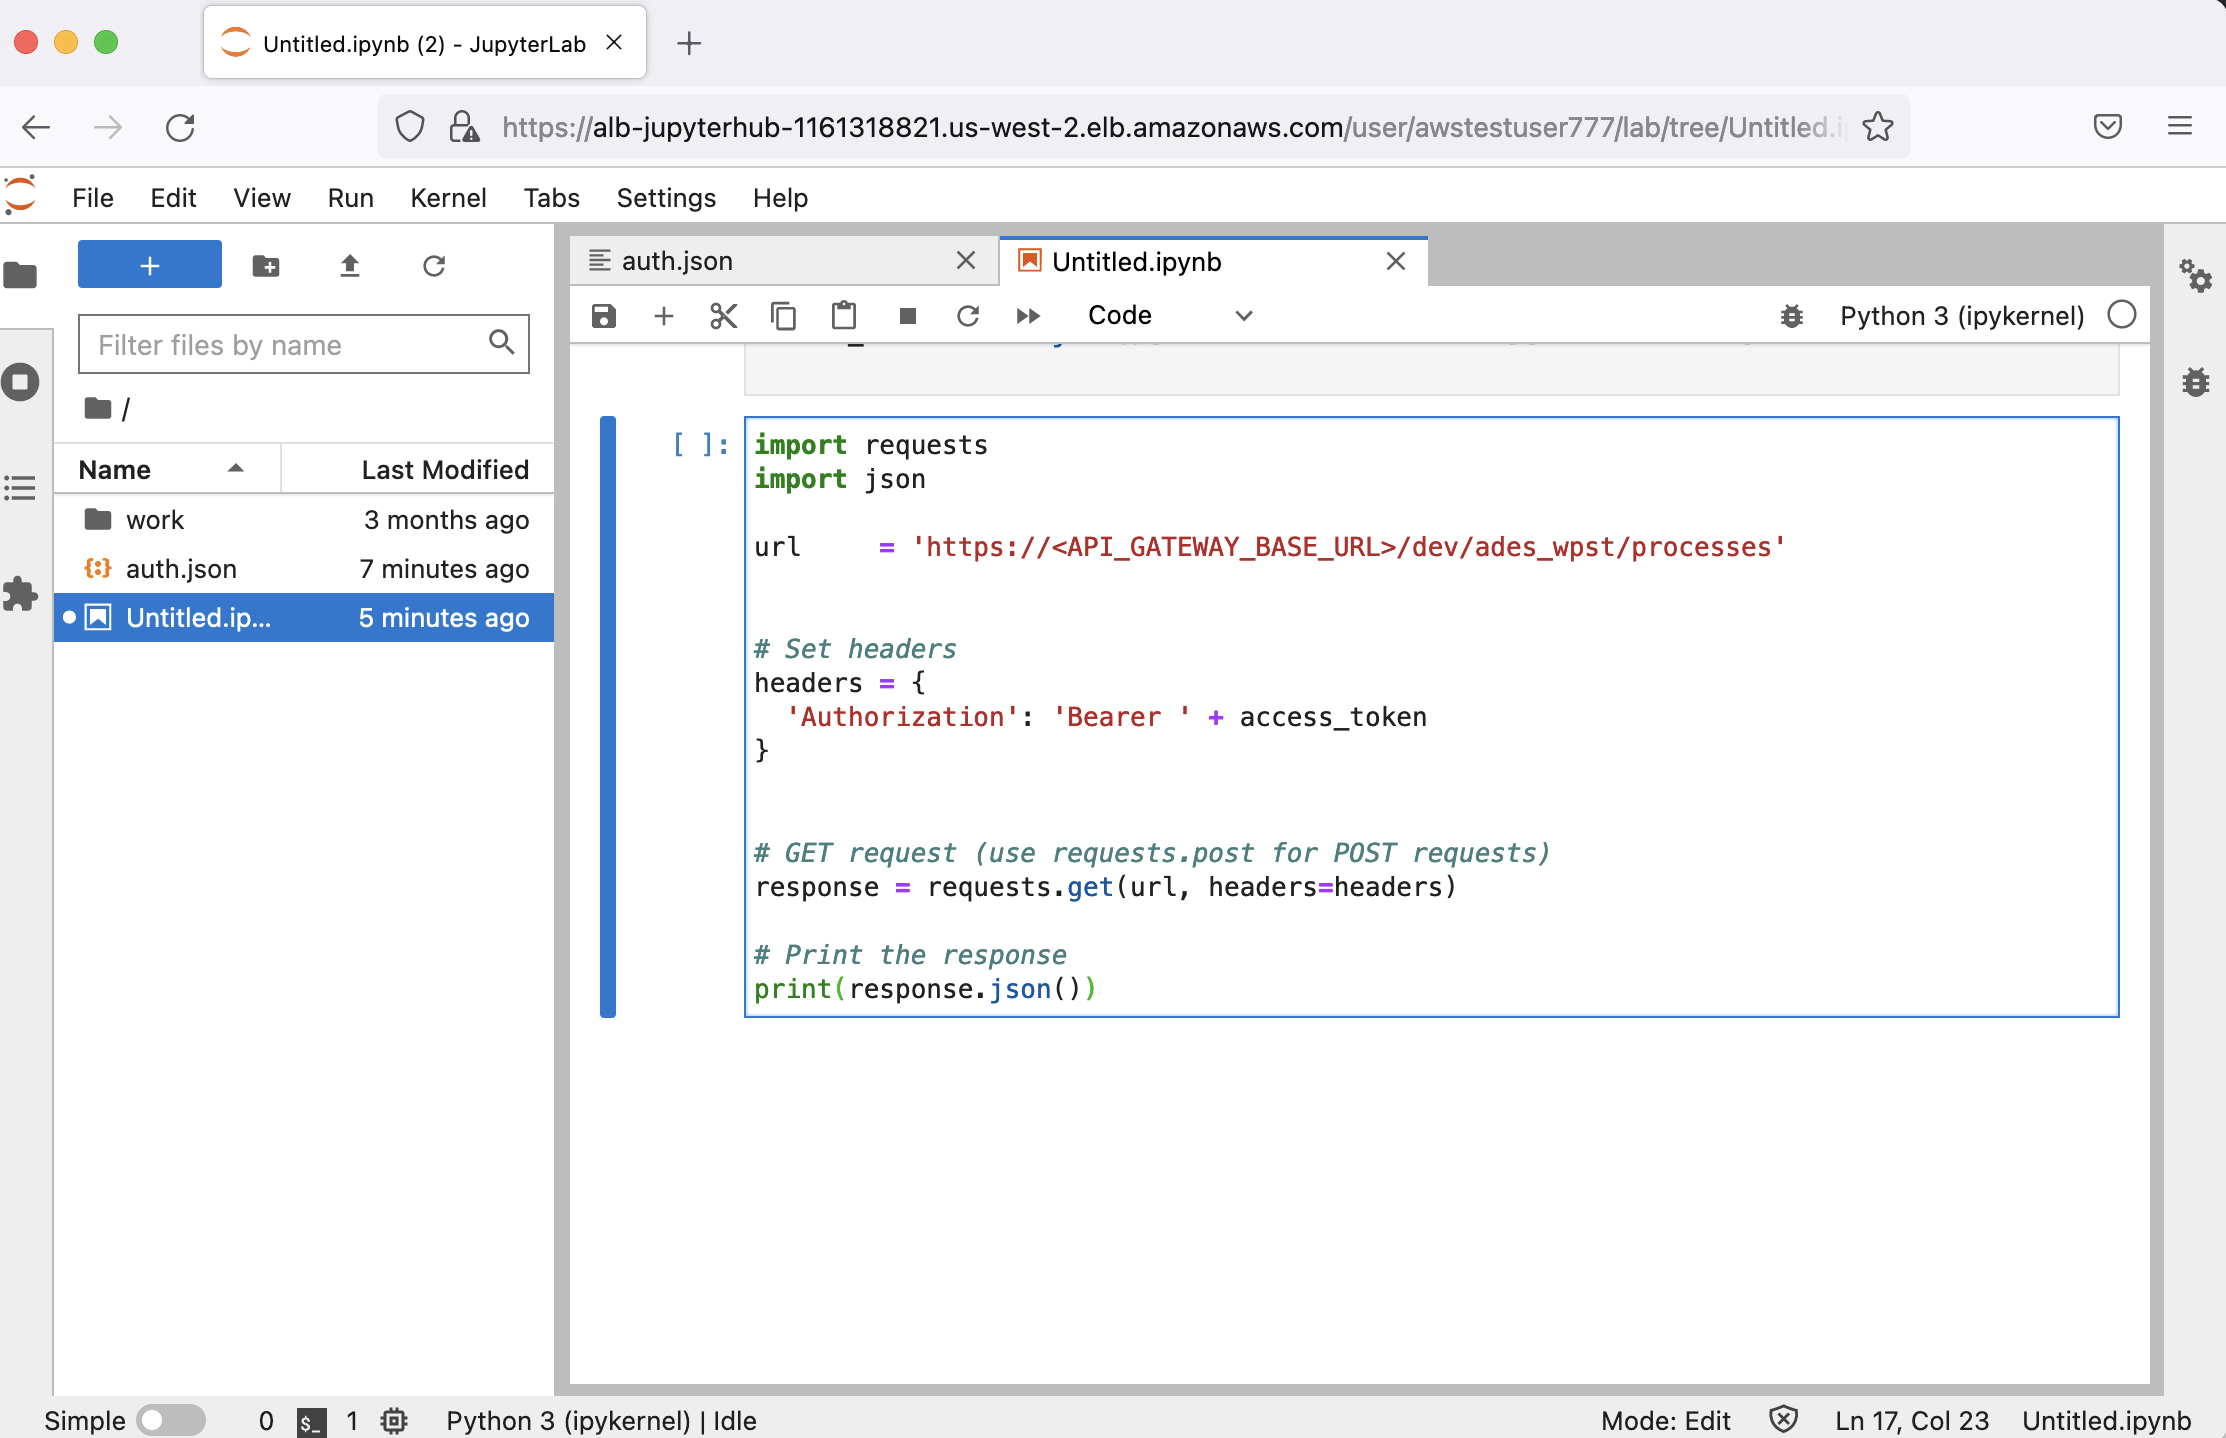 Untitled.ipynb (2) - JupyterLab
https://alb-jupyterhub-1161318821.us-west-2.elb.amazonaws.com/user/awstestuser777/lab/tree/Untitled.i
File Edit View Run Kernel Tabs Settings Help
+
Filter files by name
/
Name Last Modified
work 3 months ago
auth.json 7 minutes ago
Untitled.ip... 5 minutes ago
auth.json
Untitled.ipynb
Code
Python 3 (ipykernel)
[ ]:
import requests
import json
url     = 'https://<API_GATEWAY_BASE_URL>/dev/ades_wpst/processes'
# Set headers
headers = {
  'Authorization': 'Bearer ' + access_token
}
# GET request (use requests.post for POST requests)
response = requests.get(url, headers=headers)
# Print the response
print(response.json())
Simple 0 $_ 1 Python 3 (ipykernel) | Idle Mode: Edit Ln 17, Col 23 Untitled.ipynb